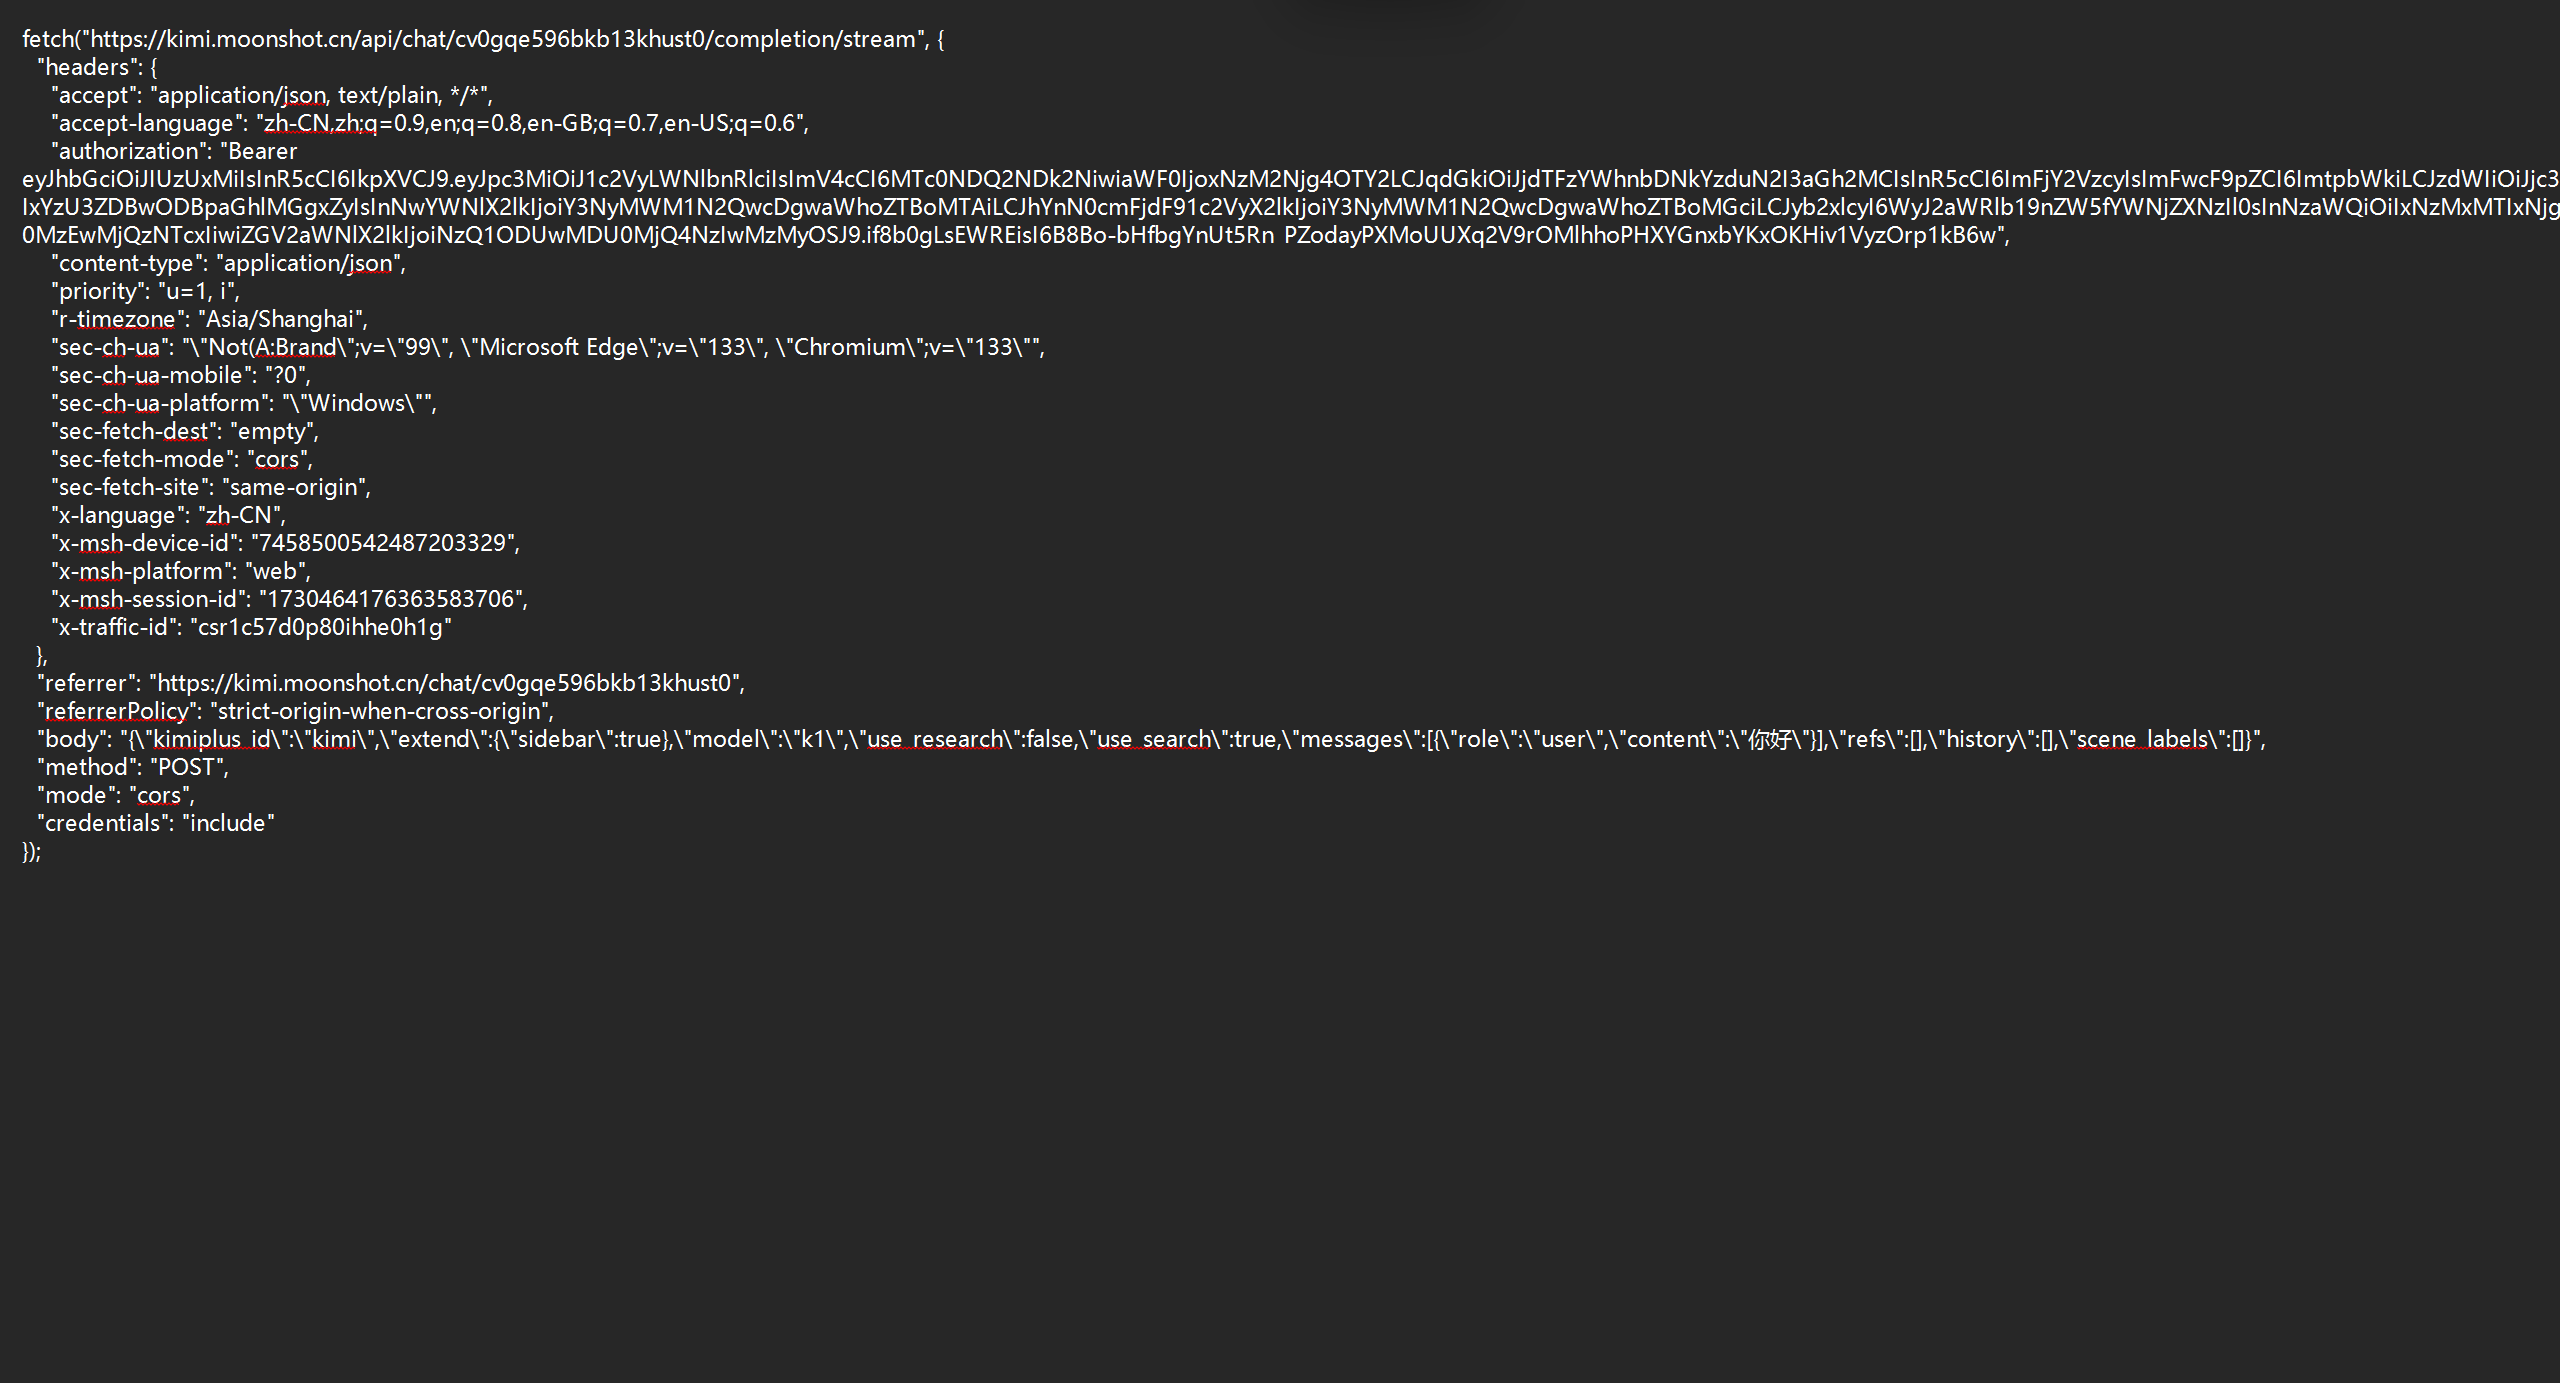 fetch("https://kimi.moonshot.cn/api/chat/cv0gqe596bkb13khust0/completion/stream", {
"headers": {
"accept": "application/json, text/plain, */*",
"accept-language": "zh-CN,zh;q=0.9,en;q=0.8,en-GB;q=0.7,en-US;q=0.6",
"authorization": "Bearer
eyJhbGciOiJIUzUxMiIsInR5cCI6IkpXVCJ9.eyJpc3MiOiJ1c2VyLWNlbnRlciIsImV4cCI6MTc0NDQ2NDk2NiwiaWF0IjoxNzM2Njg4OTY2LCJqdGkiOiJjdTFzYWhnbDNkYzduN2I3aGh2MCIsInR5cCI6ImFjY2VzcyIsImFwcF9pZCI6ImtpbWkiLCJzdWIiOiJjc3
IxYzU3ZDBwODBpaGhlMGgxZyIsInNwYWNlX2lkIjoiY3NyMWM1N2QwcDgwaWhoZTBoMTAiLCJhYnN0cmFjdF91c2VyX2lkIjoiY3NyMWM1N2QwcDgwaWhoZTBoMGciLCJyb2xlcyI6WyJ2aWRlb19nZW5fYWNjZXNzIl0sInNzaWQiOiIxNzMxMTIxNjg
0MzEwMjQzNTcxIiwiZGV2aWNlX2lkIjoiNzQ1ODUwMDU0MjQ4NzIwMzMyOSJ9.if8b0gLsEWREisI6B8Bo-bHfbgYnUt5Rn_PZodayPXMoUUXq2V9rOMlhhoPHXYGnxbYKxOKHiv1VyzOrp1kB6w",
"content-type": "application/json",
"priority": "u=1, i",
"r-timezone": "Asia/Shanghai",
"sec-ch-ua": "\"Not(A:Brand\";v=\"99\", \"Microsoft Edge\";v=\"133\", \"Chromium\";v=\"133\"",
"sec-ch-ua-mobile": "?0",
"sec-ch-ua-platform": "\"Windows\"",
"sec-fetch-dest": "empty",
"sec-fetch-mode": "cors",
"sec-fetch-site": "same-origin",
"x-language": "zh-CN",
"x-msh-device-id": "7458500542487203329",
"x-msh-platform": "web",
"x-msh-session-id": "1730464176363583706",
"x-traffic-id": "csr1c57d0p80ihhe0h1g"
},
"referrer": "https://kimi.moonshot.cn/chat/cv0gqe596bkb13khust0",
"referrerPolicy": "strict-origin-when-cross-origin",
"body": "{\"kimiplus_id\":\"kimi\",\"extend\":{\"sidebar\":true},\"model\":\"k1\",\"use_research\":false,\"use_search\":true,\"messages\":[{\"role\":\"user\",\"content\":\"你好\"}],\"refs\":[],\"history\":[],\"scene_labels\":[]}",
"method": "POST",
"mode": "cors",
"credentials": "include"
});